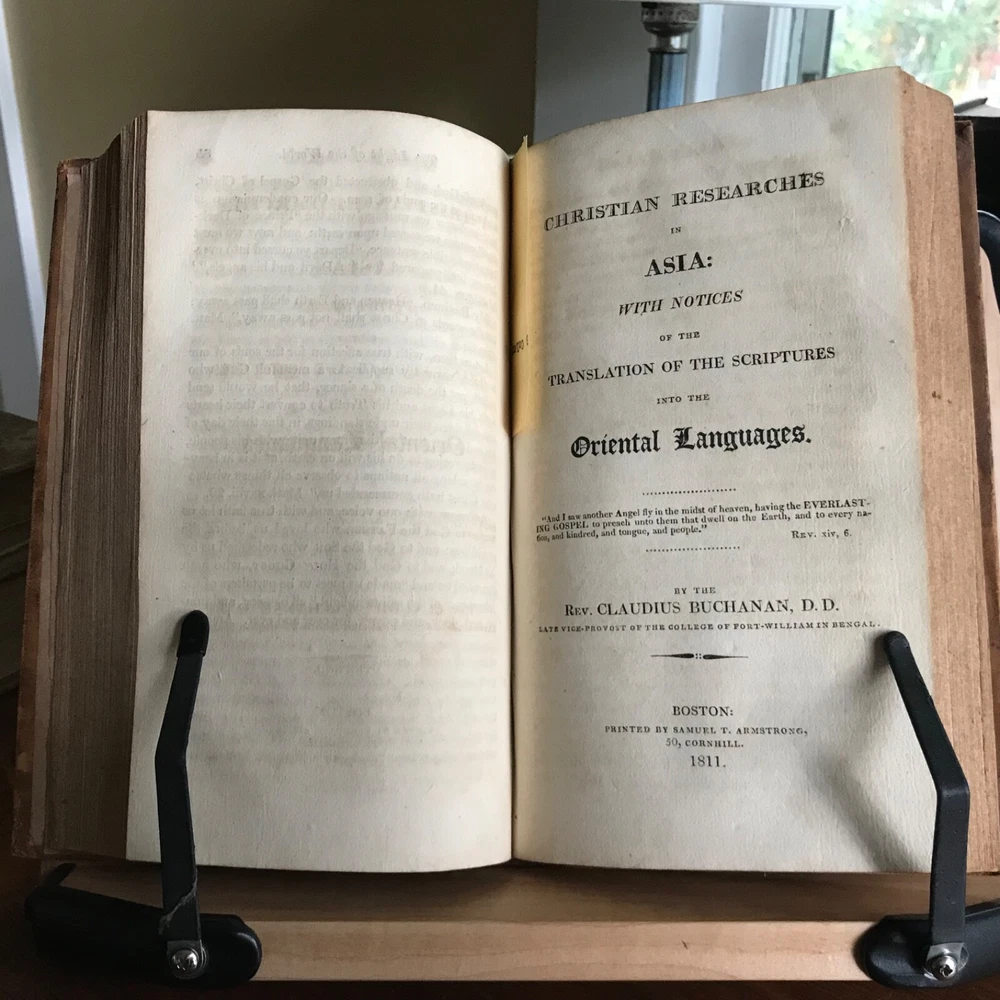 CHRISTIAN RESEARCHES
IN
ASIA:
WITH NOTICES
OF THE
TRANSLATION OF THE SCRIPTURES
INTO THE
Oriental Languages.
"And I saw another Angel fly in the midst of heaven, having the EVERLAST-
ING GOSPEL to preach unto them that dwell on the Earth, and to every na-
tion, and kindred, and tongue, and people."
REV. xiv, 6.
BY THE
REV. CLAUDIUS BUCHANAN, D. D.
LATE VICE-PROVOST OF THE COLLEGE OF FORT-WILLIAM IN BENGAL.
BOSTON:
PRINTED BY SAMUEL T. ARMSTRONG,
50, CORNHILL.
1811.